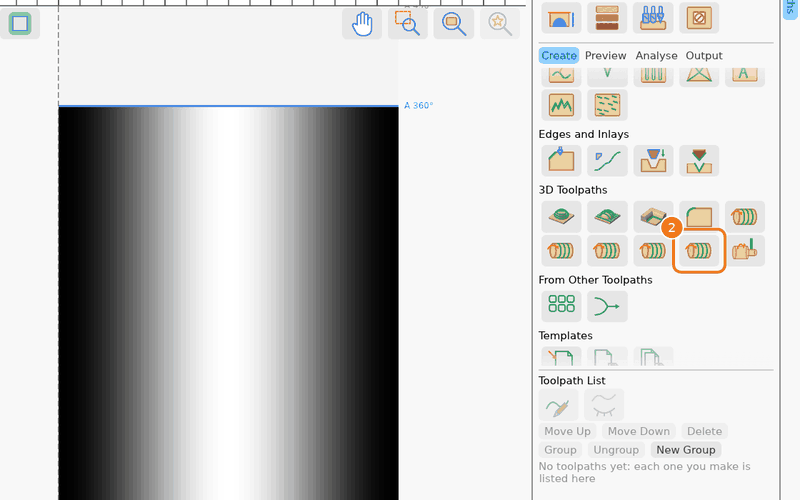 Create Preview Analyse Output
A 360°
Edges and Inlays
3D Toolpaths
2
From Other Toolpaths
Templates
Toolpath List
Move Up Move Down Delete
Group Ungroup New Group
No toolpaths yet: each one you make is
listed here